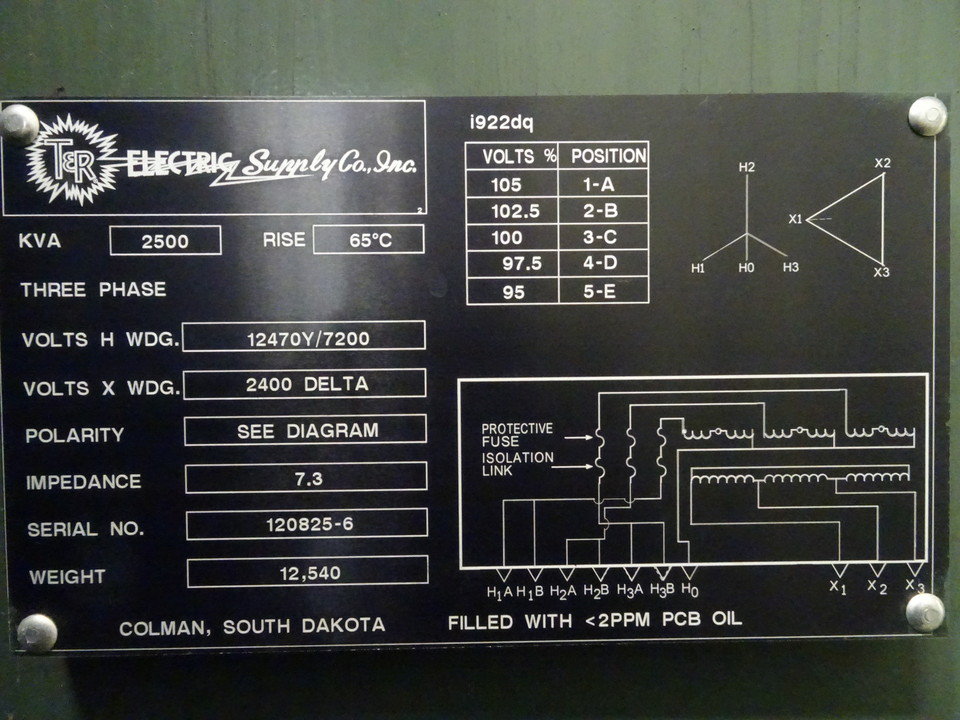 T&R ELECTRIC Supply Co., Inc.
2
KVA 2500 RISE 65°C
THREE PHASE
VOLTS H WDG. 12470Y/7200
VOLTS X WDG. 2400 DELTA
POLARITY SEE DIAGRAM
IMPEDANCE 7.3
SERIAL NO. 120825-6
WEIGHT 12,540
COLMAN, SOUTH DAKOTA
i922dq
VOLTS % POSITION
105 1-A
102.5 2-B
100 3-C
97.5 4-D
95 5-E
H2
H1 H0 H3
X2
X1
X3
PROTECTIVE
FUSE
ISOLATION
LINK
H1A H1B H2A H2B H3A H3B H0 X1 X2 X3
FILLED WITH <2PPM PCB OIL